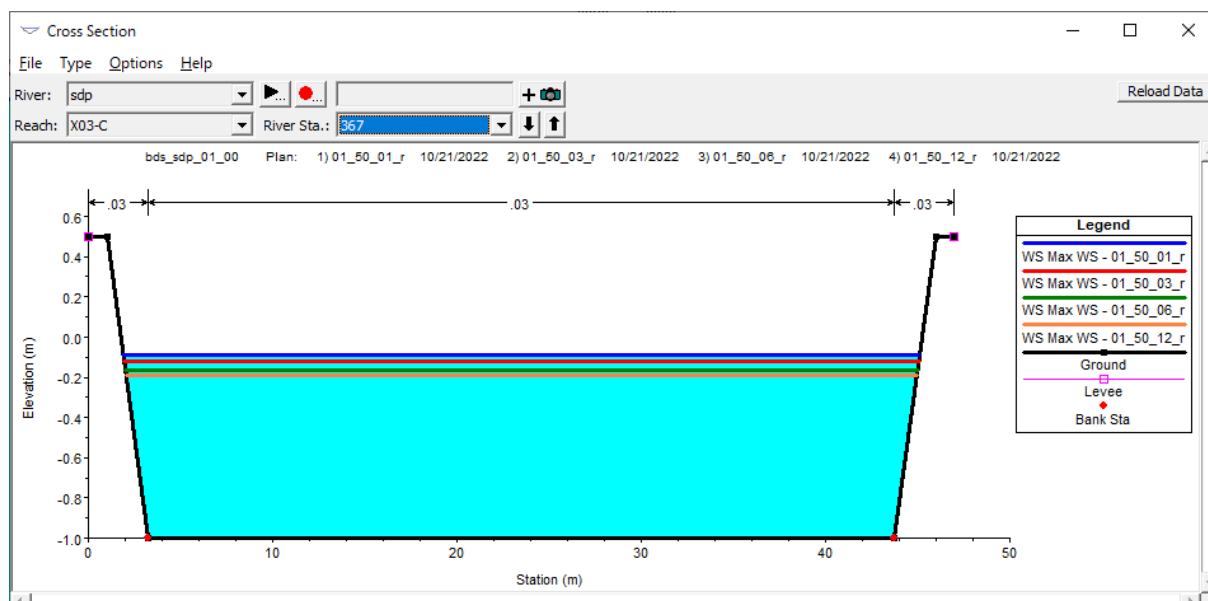 Cross Section
File Type Options Help
River: sdp
Reload Data
Reach: X03-C River Sta.: 367
bds_sdp_01_00 Plan: 1) 01_50_01_r 10/21/2022 2) 01_50_03_r 10/21/2022 3) 01_50_06_r 10/21/2022 4) 01_50_12_r 10/21/2022
.03 .03 .03
0.6
0.4
0.2
0.0
-0.2
-0.4
-0.6
-0.8
-1.0
Elevation (m)
0 10 20 30 40 50
Station (m)
Legend
WS Max WS - 01_50_01_r
WS Max WS - 01_50_03_r
WS Max WS - 01_50_06_r
WS Max WS - 01_50_12_r
Ground
Levee
Bank Sta